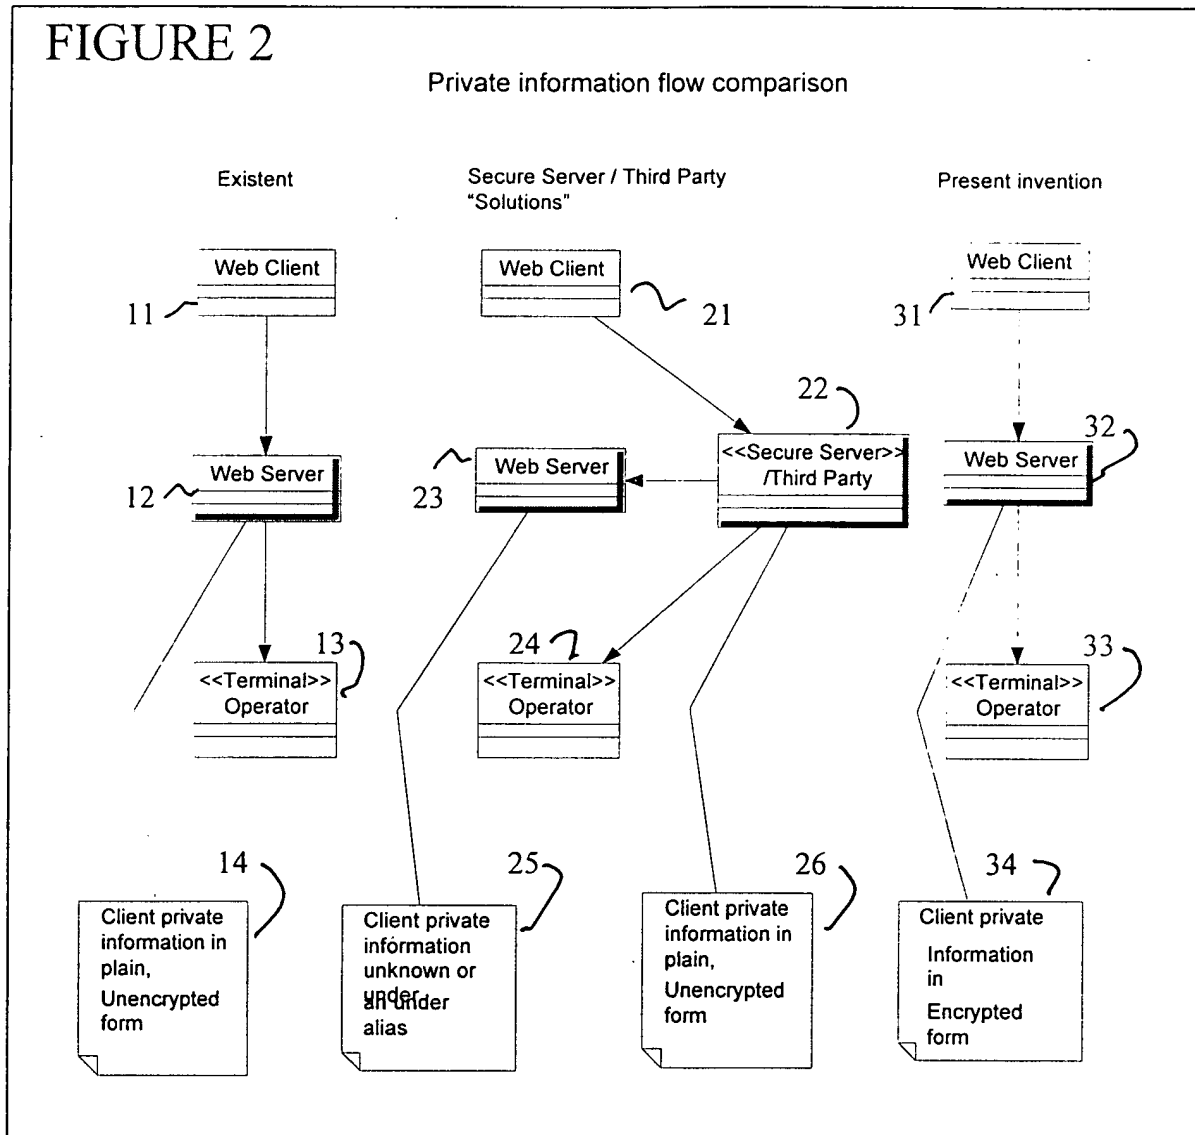 FIGURE 2
Private information flow comparison
Existent
Secure Server / Third Party
"Solutions"
Present invention
Web Client
11
Web Client
21
Web Client
31
22
32
Web Server
12
Web Server
23
<<Secure Server>>
/Third Party
Web Server
13
<<Terminal>>
Operator
24
<<Terminal>>
Operator
33
<<Terminal>>
Operator
14
Client private
information in
plain,
Unencrypted
form
25
Client private
information
unknown or
under
an under
alias
26
Client private
information in
plain,
Unencrypted
form
34
Client private
Information
in
Encrypted
form